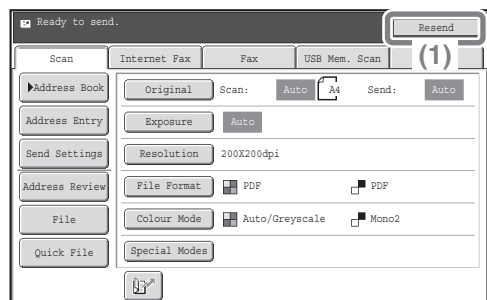 Ready to send.
Resend
Scan Internet Fax Fax USB Mem. Scan
(1)
Address Book Original Scan: Auto A4 Send: Auto
Address Entry Exposure Auto
Send Settings Resolution 200X200dpi
Address Review File Format PDF PDF
File Colour Mode Auto/Greyscale Mono2
Quick File Special Modes